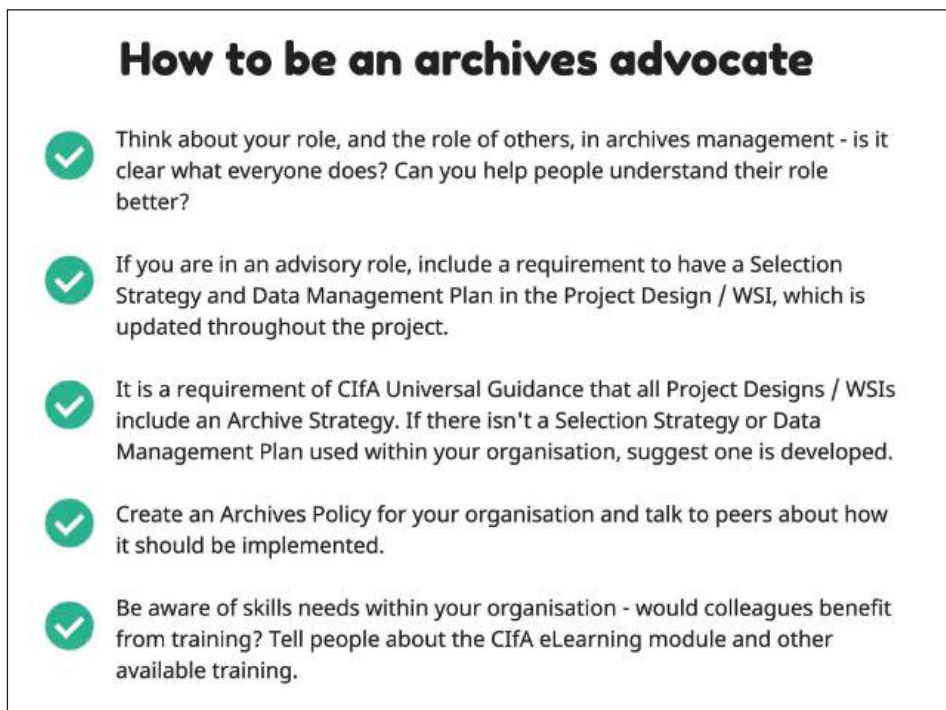 How to be an archives advocate
Think about your role, and the role of others, in archives management - is it
clear what everyone does? Can you help people understand their role
better?
If you are in an advisory role, include a requirement to have a Selection
Strategy and Data Management Plan in the Project Design / WSI, which is
updated throughout the project.
It is a requirement of CIfA Universal Guidance that all Project Designs / WSIs
include an Archive Strategy. If there isn't a Selection Strategy or Data
Management Plan used within your organisation, suggest one is developed.
Create an Archives Policy for your organisation and talk to peers about how
it should be implemented.
Be aware of skills needs within your organisation - would colleagues benefit
from training? Tell people about the CIfA eLearning module and other
available training.